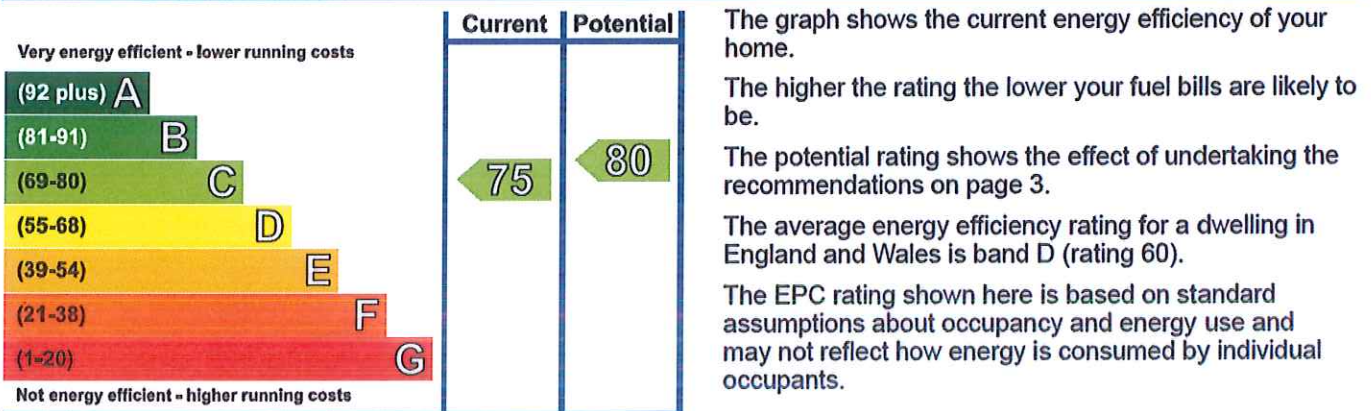 Current Potential
Very energy efficient - lower running costs
(92 plus) A
(81-91) B
(69-80) C
(55-68) D
(39-54) E
(21-38) F
(1-20) G
75
80
Not energy efficient - higher running costs
The graph shows the current energy efficiency of your
home.
The higher the rating the lower your fuel bills are likely to
be.
The potential rating shows the effect of undertaking the
recommendations on page 3.
The average energy efficiency rating for a dwelling in
England and Wales is band D (rating 60).
The EPC rating shown here is based on standard
assumptions about occupancy and energy use and
may not reflect how energy is consumed by individual
occupants.